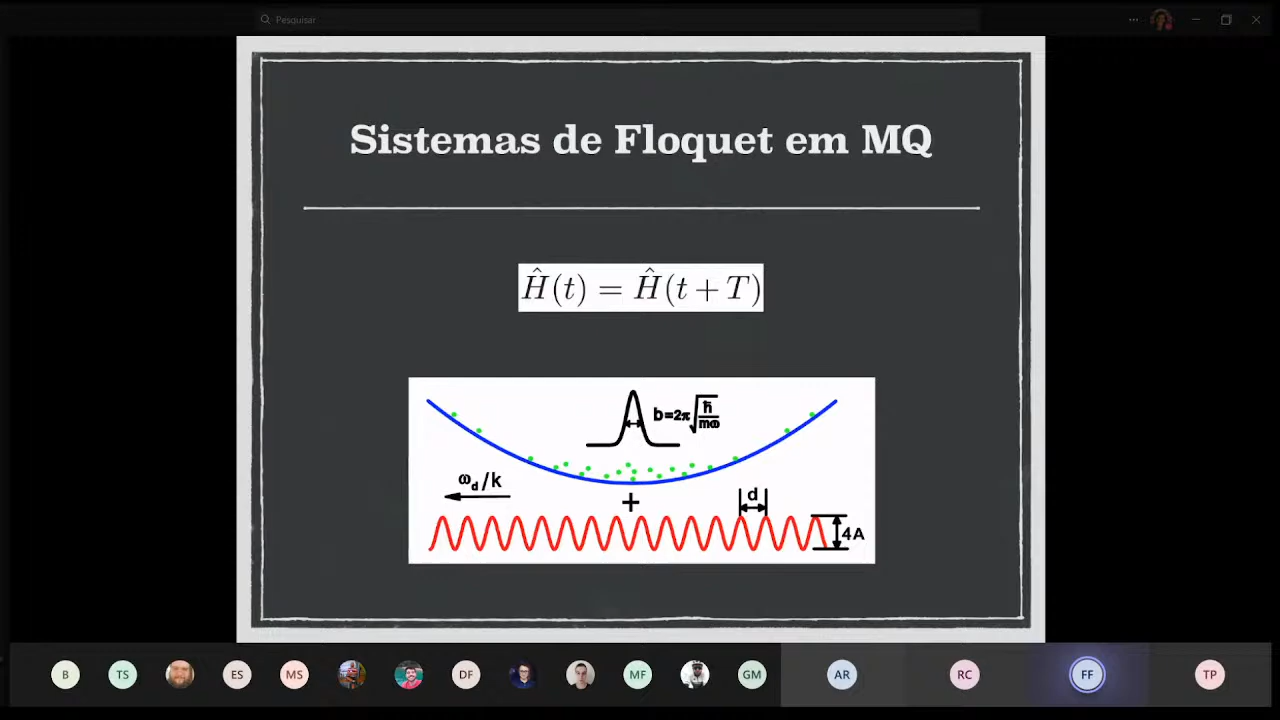 Pesquisar
Sistemas de Floquet em MQ
Ĥ(t) = Ĥ(t + T)
b=2π√(ħ/mω)
ω_d/k
+
d
4A
B
TS
ES
MS
DF
MF
GM
AR
RC
FF
TP